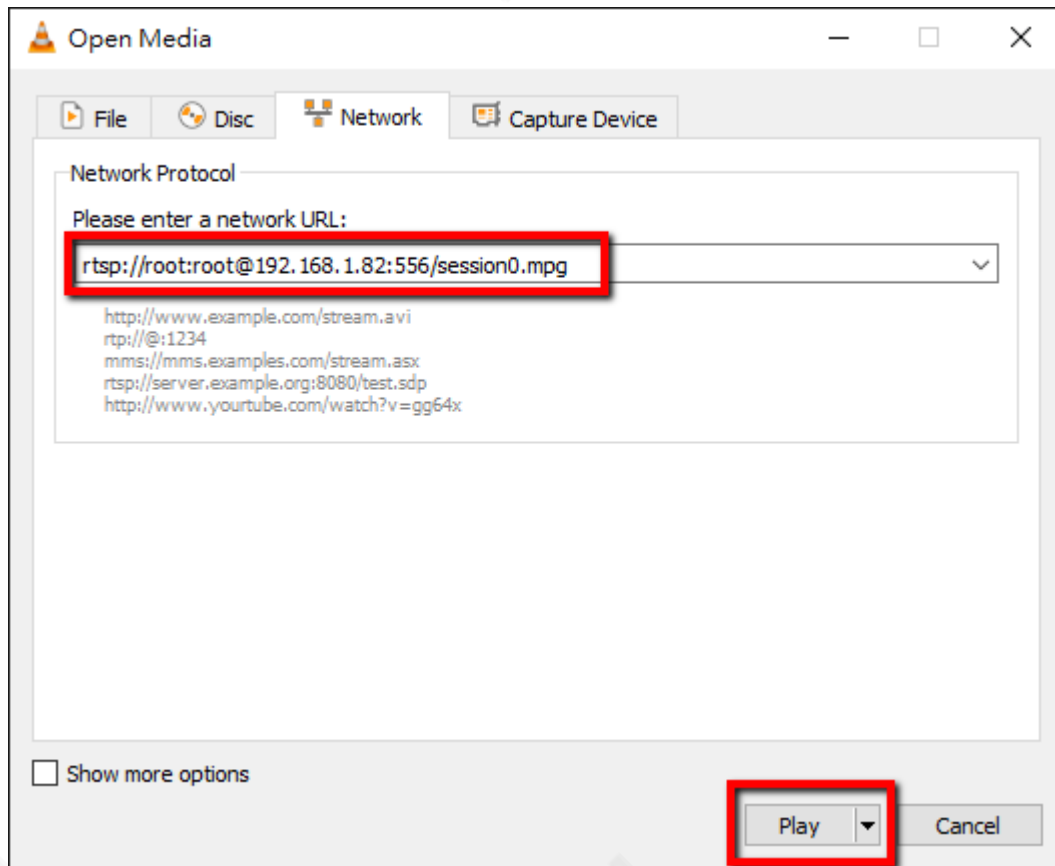 Open Media
File Disc Network Capture Device
Network Protocol
Please enter a network URL:
rtsp://root:root@192.168.1.82:556/session0.mpg
http://www.example.com/stream.avi
rtp://@:1234
mms://mms.examples.com/stream.asx
rtsp://server.example.org:8080/test.sdp
http://www.yourtube.com/watch?v=gg64x
Show more options
Play Cancel